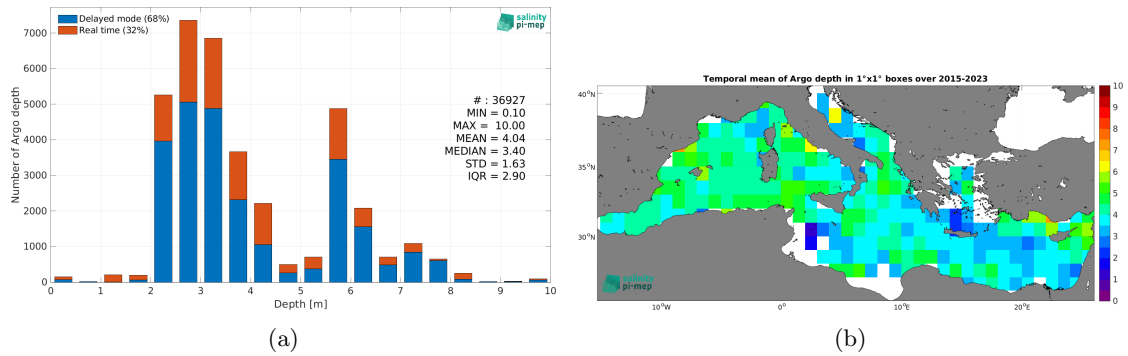 Delayed mode (68%)
Real time (32%)
salinity
pi-mep
# : 36927
MIN = 0.10
MAX = 10.00
MEAN = 4.04
MEDIAN = 3.40
STD = 1.63
IQR = 2.90
Number of Argo depth
7000
6000
5000
4000
3000
2000
1000
0
0 1 2 3 4 5 6 7 8 9 10
Depth [m]
(a)
Temporal mean of Argo depth in 1°x1° boxes over 2015-2023
40°N
35°N
30°N
10°W 0° 10°E 20°E
salinity
pi-mep
10
9
8
7
6
5
4
3
2
1
0
(b)